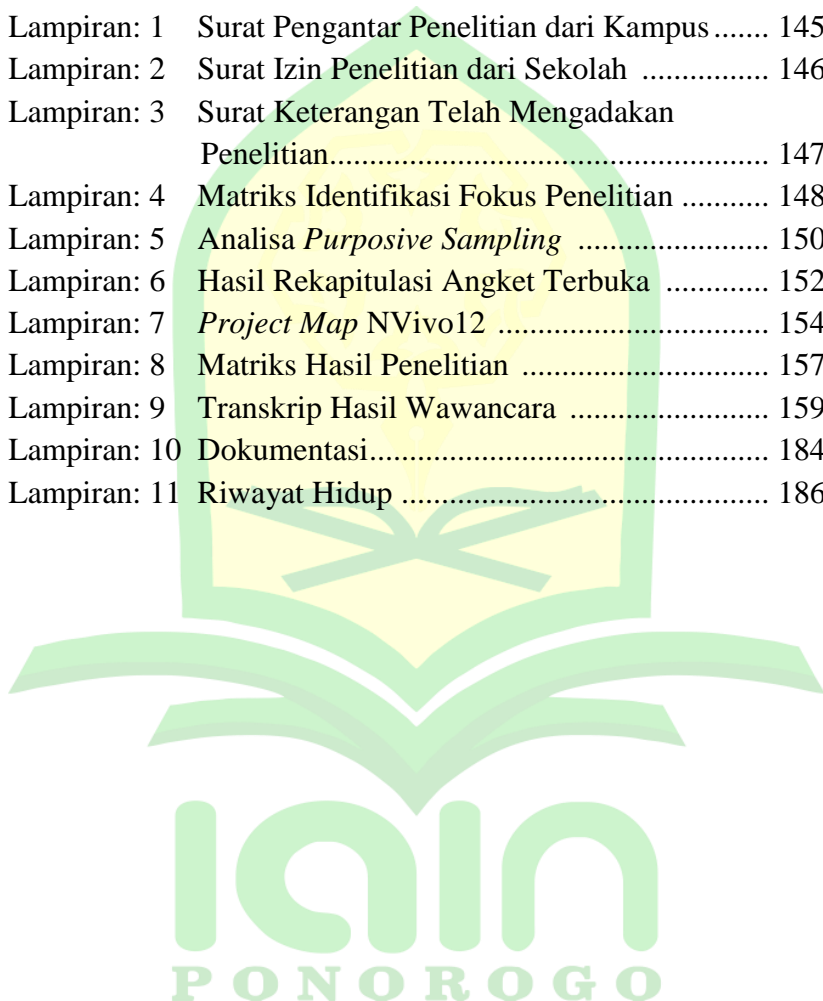 Lampiran: 1 Surat Pengantar Penelitian dari Kampus ....... 145
Lampiran: 2 Surat Izin Penelitian dari Sekolah ................ 146
Lampiran: 3 Surat Keterangan Telah Mengadakan
Penelitian.................................................. 147
Lampiran: 4 Matriks Identifikasi Fokus Penelitian ........... 148
Lampiran: 5 Analisa Purposive Sampling ...................... 150
Lampiran: 6 Hasil Rekapitulasi Angket Terbuka ............. 152
Lampiran: 7 Project Map NVivo12 ............................... 154
Lampiran: 8 Matriks Hasil Penelitian ............................. 157
Lampiran: 9 Transkrip Hasil Wawancara ....................... 159
Lampiran: 10 Dokumentasi.............................................. 184
Lampiran: 11 Riwayat Hidup .......................................... 186
IAIN
PONOROGO